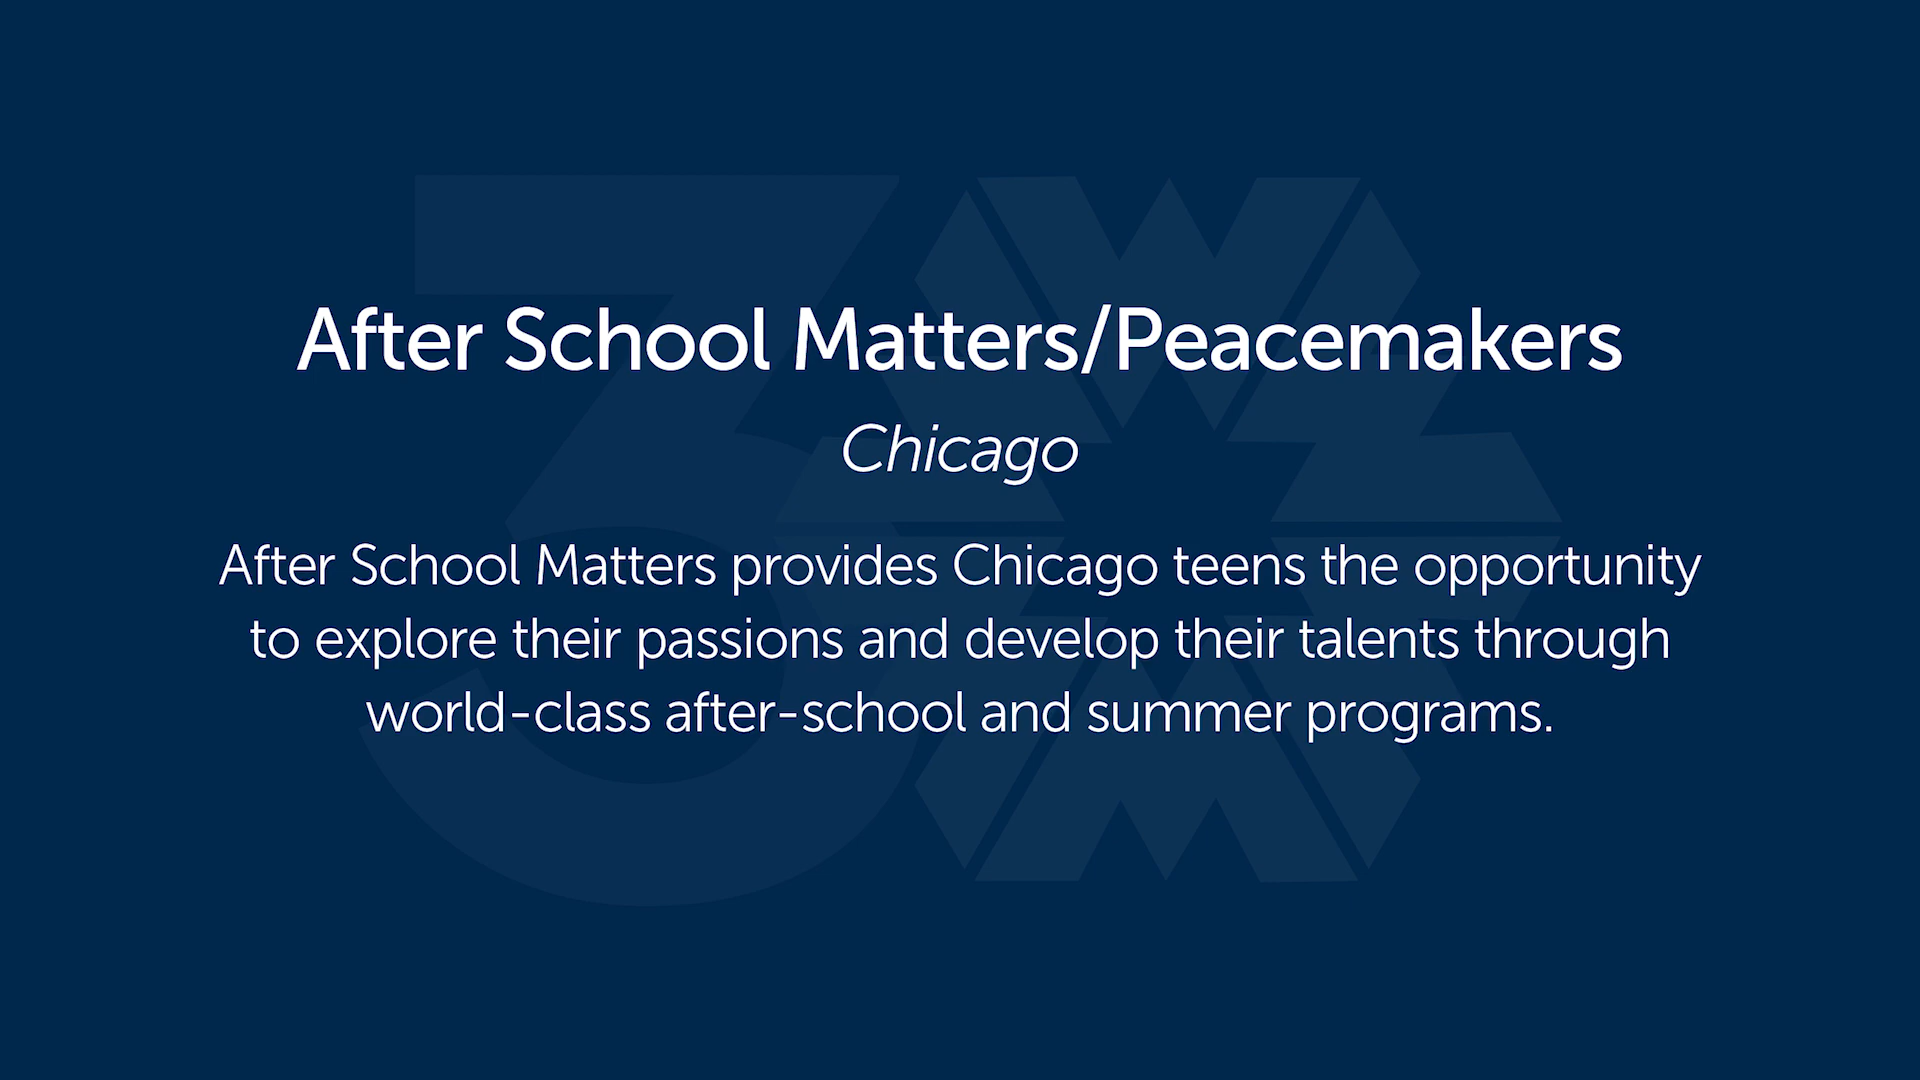 After School Matters/Peacemakers
Chicago
After School Matters provides Chicago teens the opportunity
to explore their passions and develop their talents through
world-class after-school and summer programs.